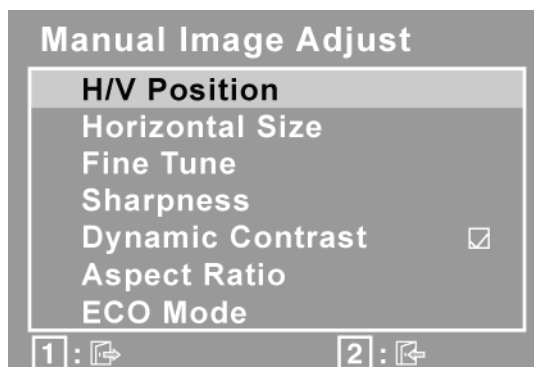 Manual Image Adjust
H/V Position
Horizontal Size
Fine Tune
Sharpness
Dynamic Contrast
Aspect Ratio
ECO Mode
1 : 2 :